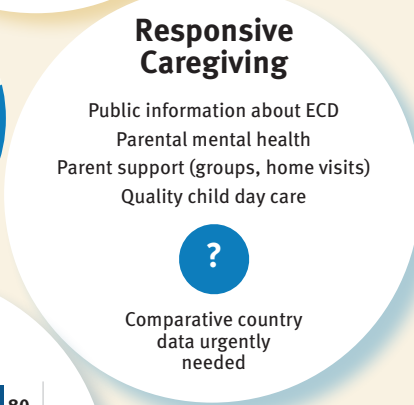 Responsive
Caregiving
Public information about ECD
Parental mental health
Parent support (groups, home visits)
Quality child day care
?
Comparative country
data urgently
needed
80